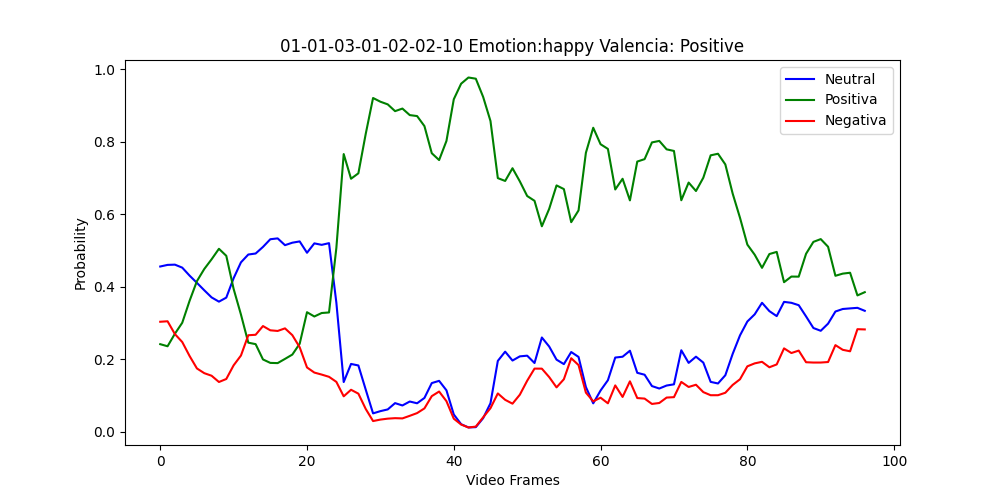 01-01-03-01-02-02-10 Emotion:happy Valencia: Positive
1.0
0.8
0.6
0.4
0.2
0.0
Probability
Neutral
Positiva
Negativa
0 20 40 60 80 100
Video Frames